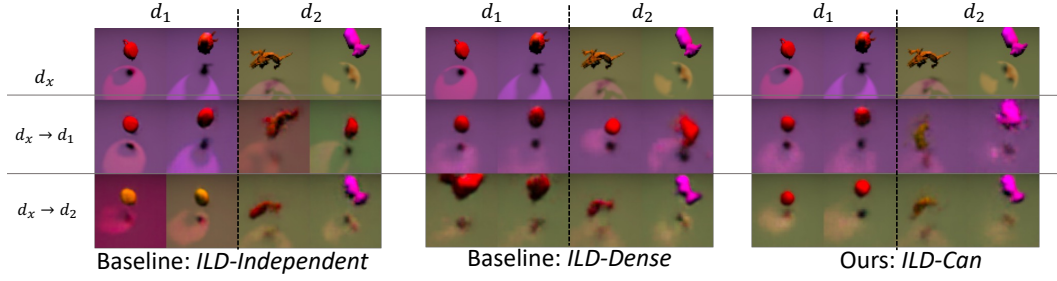 d₁ d₂ d₁ d₂ d₁ d₂
dₓ
dₓ → d₁
dₓ → d₂
Baseline: ILD-Independent Baseline: ILD-Dense Ours: ILD-Can